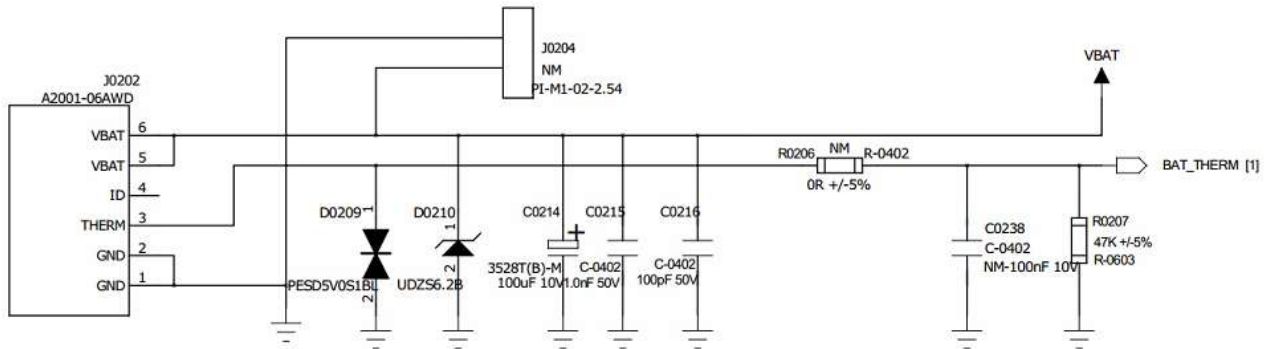 J0204
NM
PI-M1-02-2.54
VBAT
J0202
A2001-06AWD
VBAT 6
VBAT 5
ID 4
THERM 3
GND 2
GND 1
R0206 NM R-0402
0R +/-5%
BAT_THERM [1]
D0209 1
2
PESD5V0S1BL
D0210 1
2
UDZS6.2B
C0214 +
3528T(B)-M
100uF 10V
C0215
C-0402
1.0nF 50V
C0216
C-0402
100pF 50V
C0238
C-0402
NM-100nF 10V
R0207
47K +/-5%
R-0603